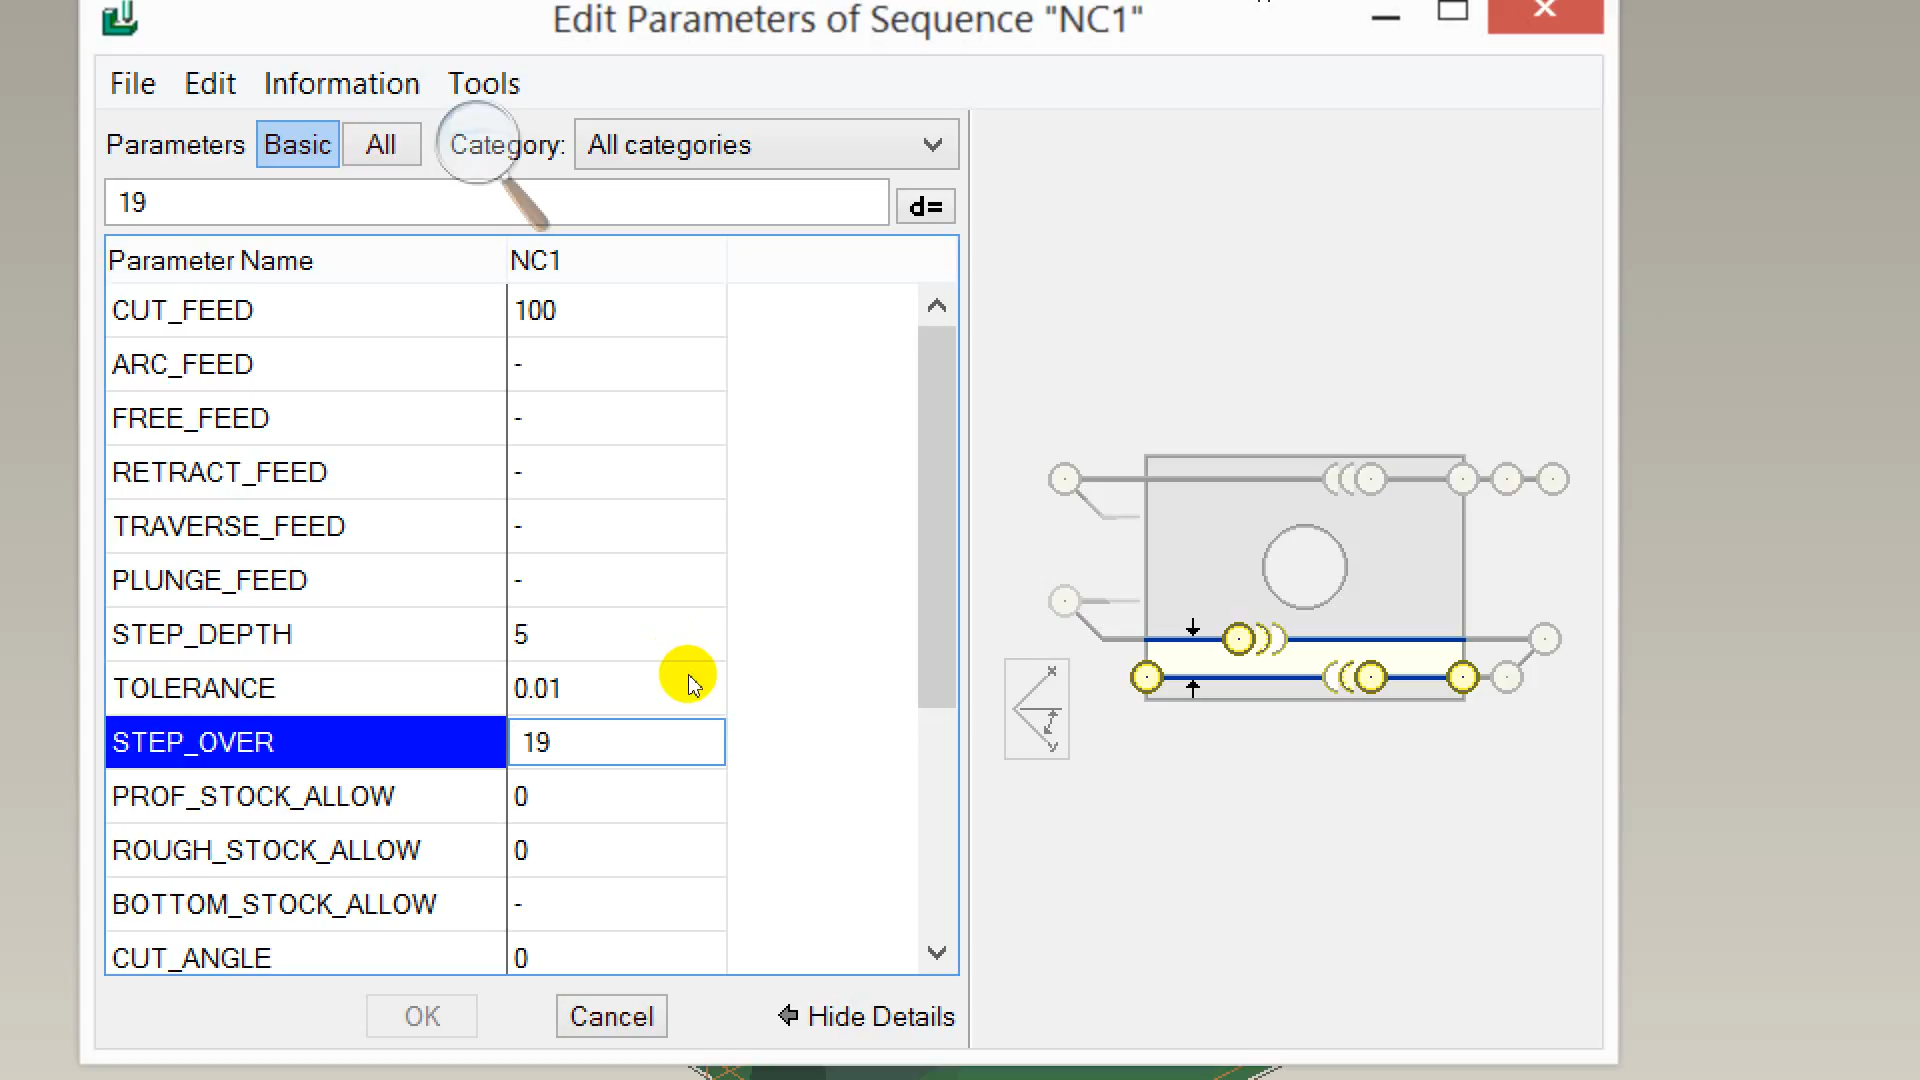 Edit Parameters of Sequence "NC1"
File Edit Information Tools
Parameters Basic All Category: All categories
19 d=
Parameter Name NC1
CUT_FEED 100
ARC_FEED -
FREE_FEED -
RETRACT_FEED -
TRAVERSE_FEED -
PLUNGE_FEED -
STEP_DEPTH 5
TOLERANCE 0.01
STEP_OVER 19
PROF_STOCK_ALLOW 0
ROUGH_STOCK_ALLOW 0
BOTTOM_STOCK_ALLOW -
CUT_ANGLE 0
x
y
OK Cancel Hide Details